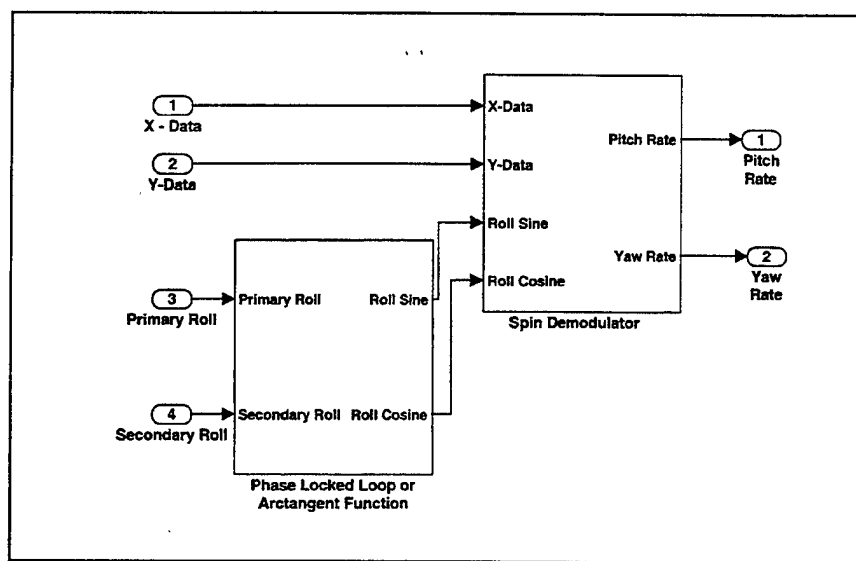 1
X - Data
2
Y-Data
X-Data
Y-Data
Roll Sine
Roll Cosine
Pitch Rate
Yaw Rate
Spin Demodulator
1
Pitch
Rate
2
Yaw
Rate
3
Primary Roll
4
Secondary Roll
Primary Roll
Roll Sine
Secondary Roll
Roll Cosine
Phase Locked Loop or
Arctangent Function